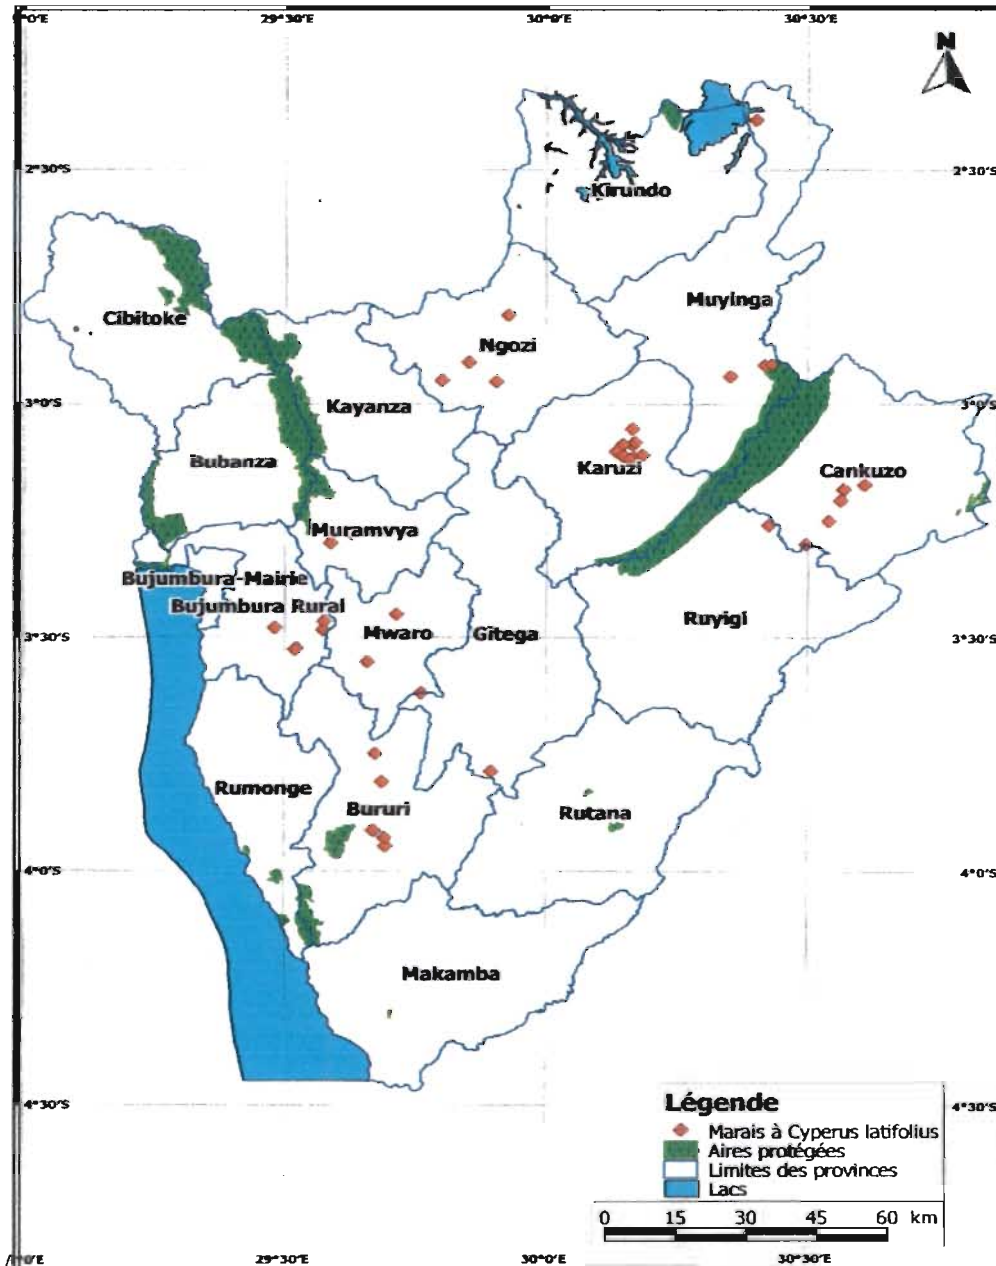 °0'E 29°30'E 30°0'E 30°30'E
N
2°30'S 2°30'S
Kirundo
Muyinga
Cibitoke
Ngozi
Kayanza
3°0'S 3°0'S
Bubanza
Karuzi
Cankuzo
Muramvya
Bujumbura-Mairie
Bujumbura Rural
Mwaro
Gitega
Ruyigi
3°30'S 3°30'S
Rumonge
Bururi
Rutana
4°0'S 4°0'S
Makamba
4°30'S 4°30'S
Légende
Marais à Cyperus latifolius
Aires protégées
Limites des provinces
Lacs
0 15 30 45 60 km
0'E 29°30'E 30°0'E 30°30'E